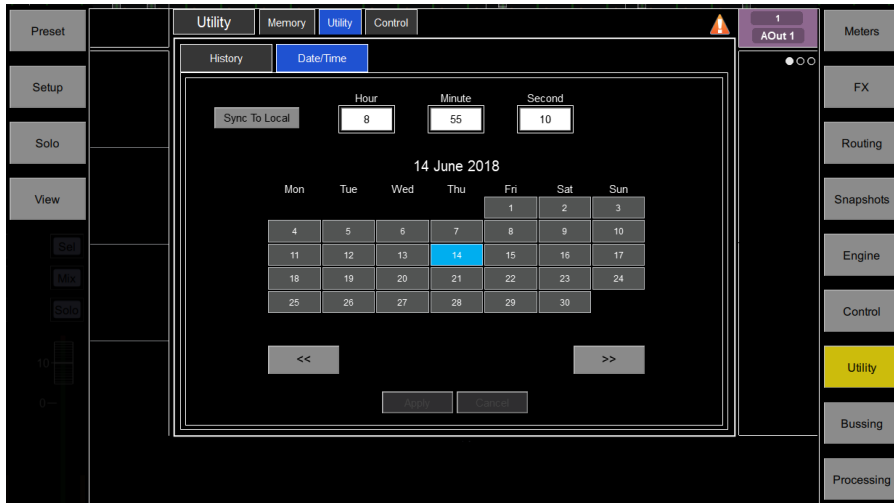 Preset
Setup
Solo
View
Sel
Mix
Solo
10
0
Utility Memory Utility Control
History Date/Time
Sync To Local
Hour Minute Second
8 55 10
14 June 2018
Mon Tue Wed Thu Fri Sat Sun
1 2 3
4 5 6 7 8 9 10
11 12 13 14 15 16 17
18 19 20 21 22 23 24
25 26 27 28 29 30
<< >>
Apply Cancel
1
AOut 1
Meters
FX
Routing
Snapshots
Engine
Control
Utility
Bussing
Processing